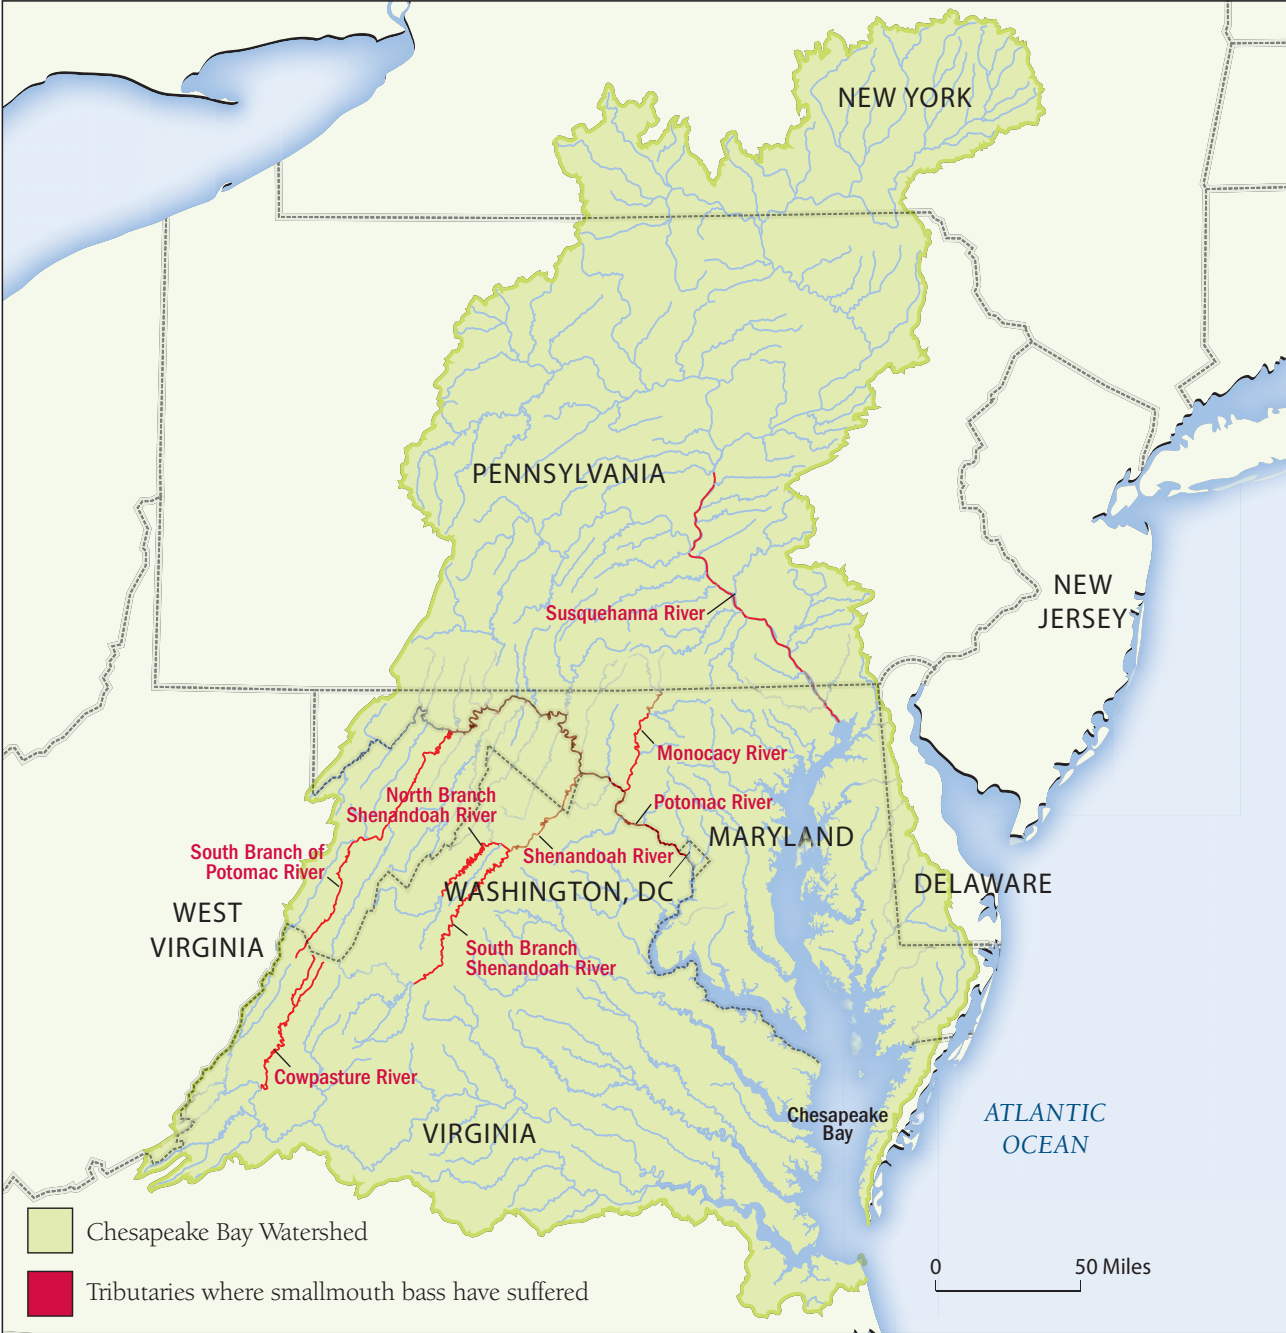 NEW YORK
PENNSYLVANIA
NEW
JERSEY
Susquehanna River
Monocacy River
North Branch
Shenandoah River
Potomac River
MARYLAND
South Branch of
Potomac River
Shenandoah River
WASHINGTON, DC
DELAWARE
WEST
VIRGINIA
South Branch
Shenandoah River
Cowpasture River
Chesapeake
Bay
ATLANTIC
OCEAN
VIRGINIA
Chesapeake Bay Watershed
Tributaries where smallmouth bass have suffered
0 50 Miles